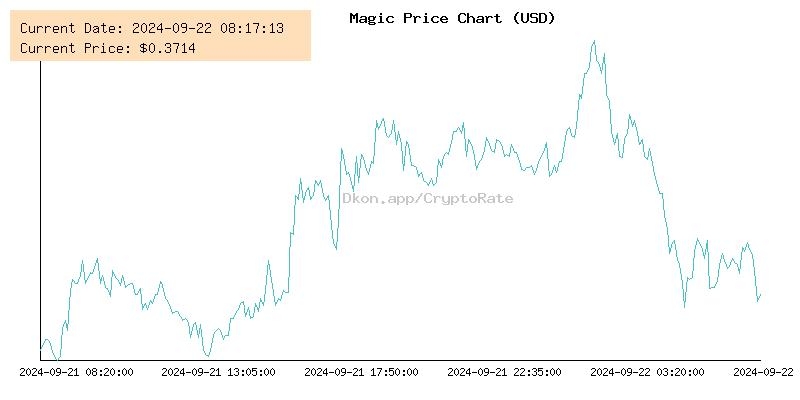 Magic Price Chart (USD)
Current Date: 2024-09-22 08:17:13
Current Price: $0.3714
Dkon.app/CryptoRate
2024-09-21 08:20:00 2024-09-21 13:05:00 2024-09-21 17:50:00 2024-09-21 22:35:00 2024-09-22 03:20:00 2024-09-22